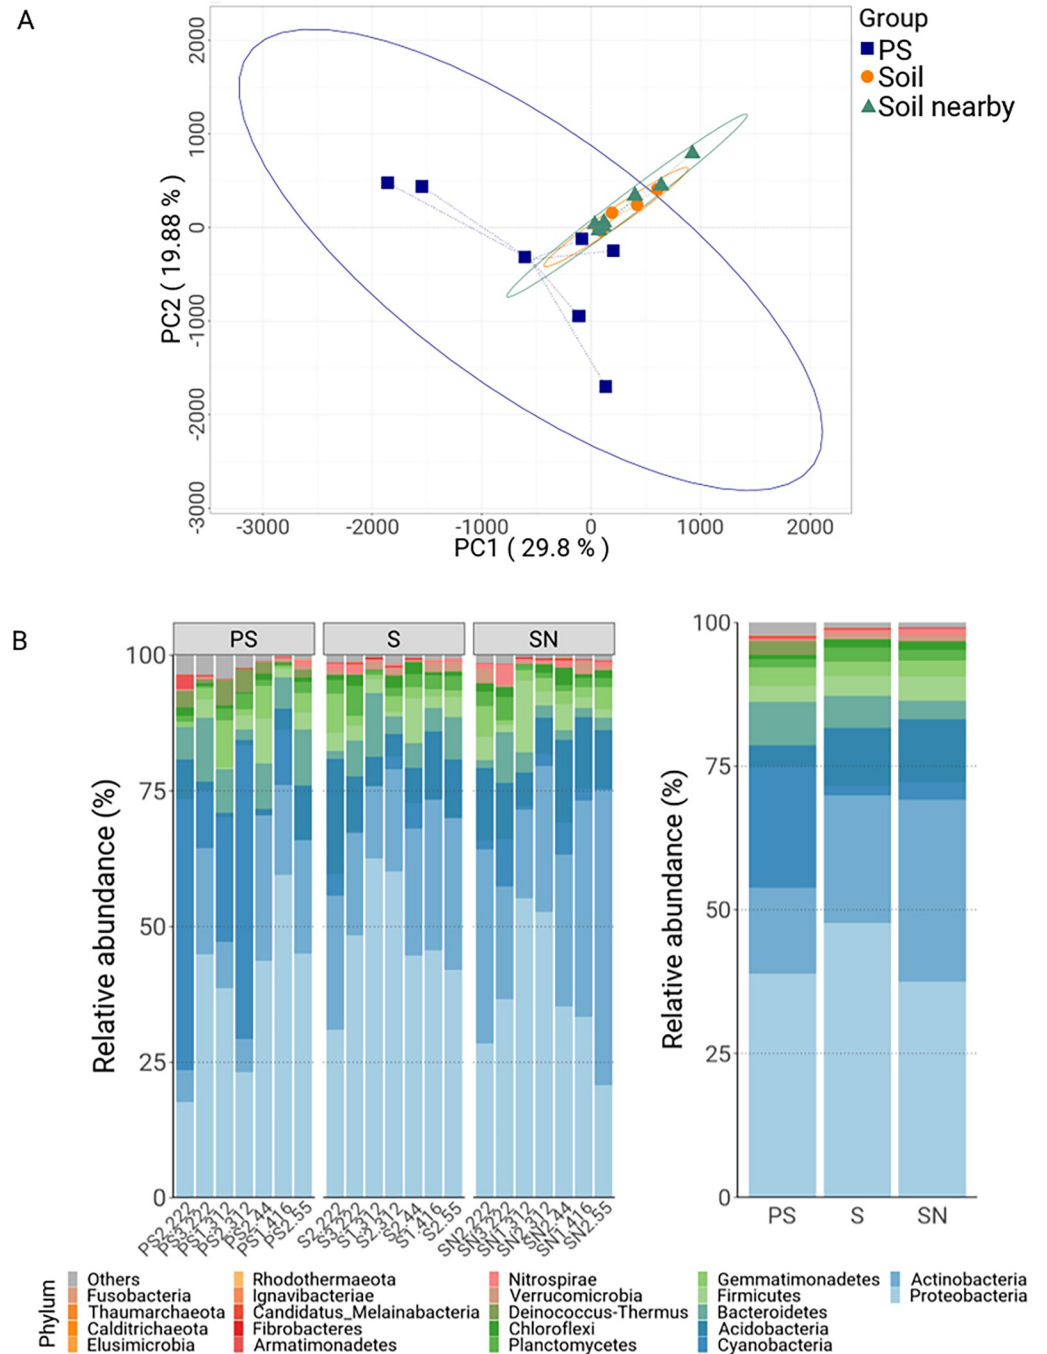 A
Group
PS
Soil
Soil nearby
PC2 ( 19.88 % )
2000
1000
0
-1000
-2000
-3000
-3000 -2000 -1000 0 1000 2000
PC1 ( 29.8 % )
B
PS S SN
Relative abundance (%)
100
75
50
25
0
PS2.222 PS3.222 PS1.312 PS2.312 PS2.44 PS1.416 PS2.55
S2.222 S3.222 S1.312 S2.312 S2.44 S1.416 S2.55
SN2.222 SN3.222 SN1.312 SN2.312 SN2.44 SN1.416 SN2.55
Relative abundance (%)
100
75
50
25
0
PS S SN
Phylum
Others
Fusobacteria
Thaumarchaeota
Calditrichaeota
Elusimicrobia
Rhodothermaeota
Ignavibacteriae
Candidatus_Melainabacteria
Fibrobacteres
Armatimonadetes
Nitrospirae
Verrucomicrobia
Deinococcus-Thermus
Chloroflexi
Planctomycetes
Gemmatimonadetes
Firmicutes
Bacteroidetes
Acidobacteria
Cyanobacteria
Actinobacteria
Proteobacteria